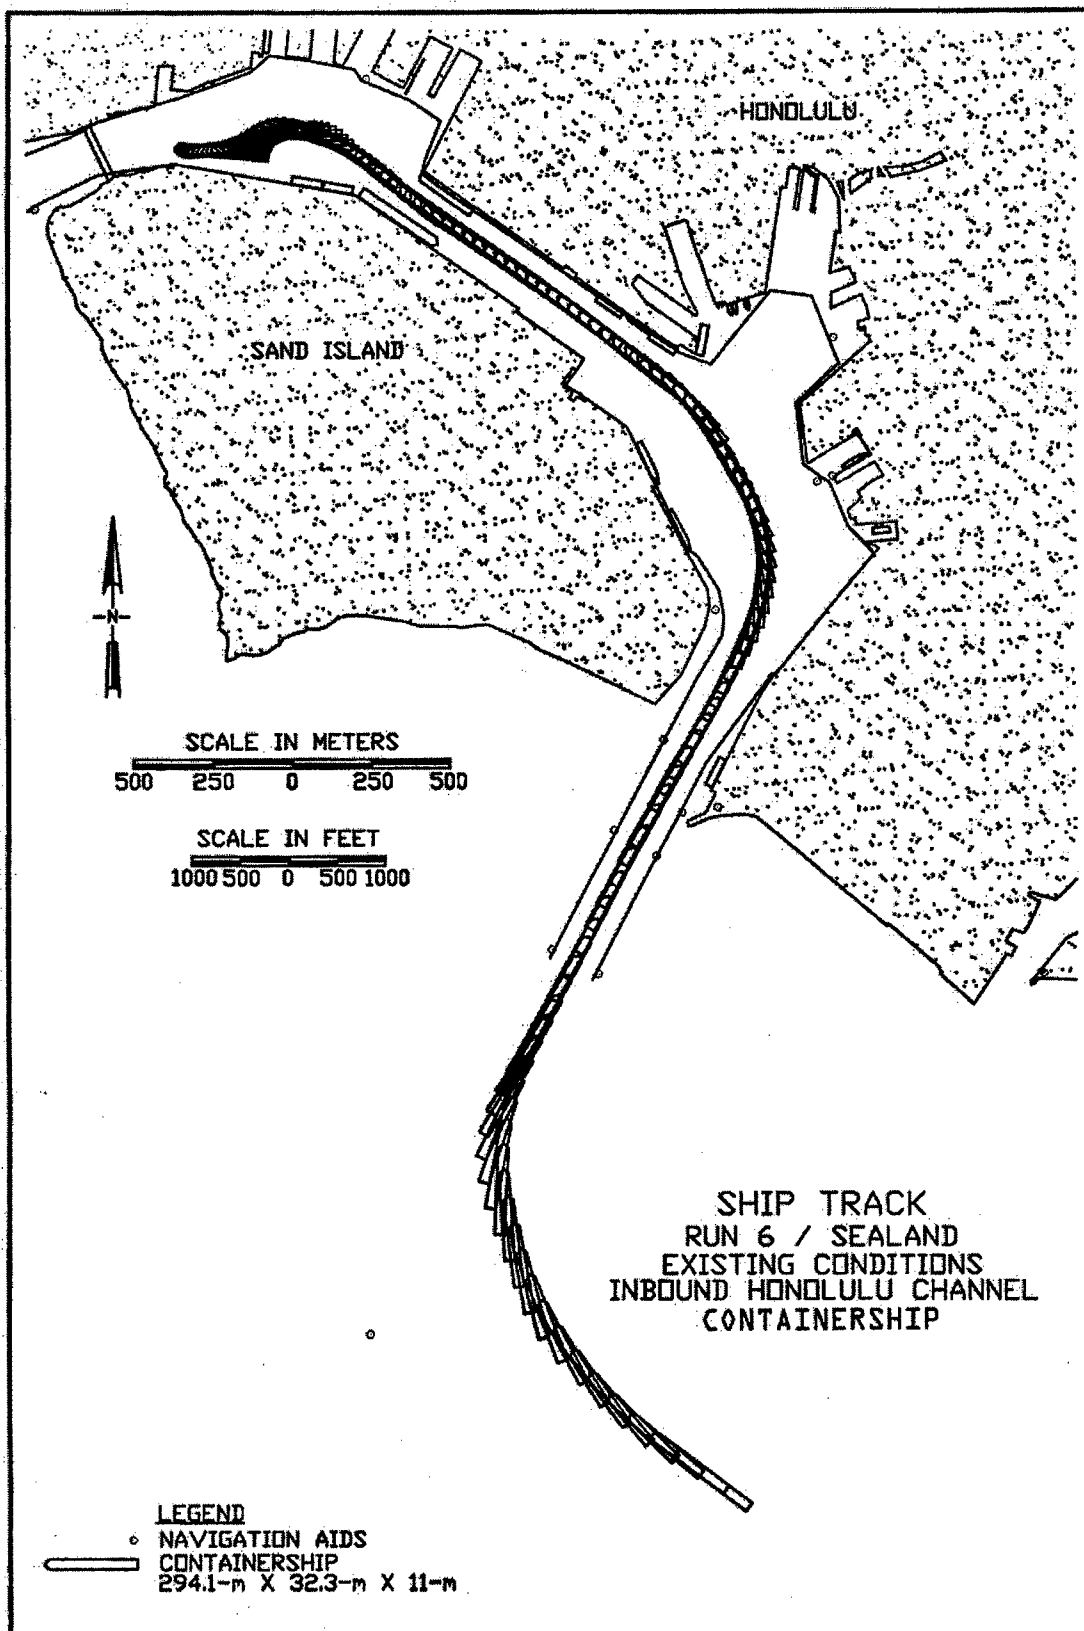 HONOLULU
SAND ISLAND
N
SCALE IN METERS
500 250 0 250 500
SCALE IN FEET
1000 500 0 500 1000
SHIP TRACK
RUN 6 / SEALAND
EXISTING CONDITIONS
INBOUND HONOLULU CHANNEL
CONTAINERSHIP
LEGEND
NAVIGATION AIDS
CONTAINERSHIP
294.1-m X 32.3-m X 11-m